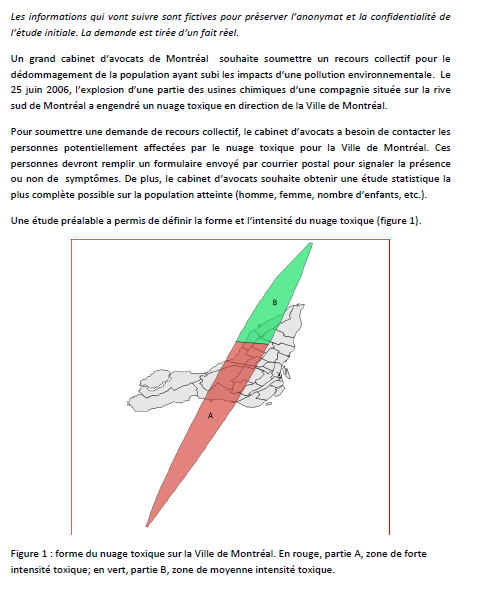 Les informations qui vont suivre sont fictives pour préserver l'anonymat et la confidentialité de
l'étude initiale. La demande est tirée d'un fait réel.
Un grand cabinet d'avocats de Montréal souhaite soumettre un recours collectif pour le
dédommagement de la population ayant subi les impacts d'une pollution environnementale. Le
25 juin 2006, l'explosion d'une partie des usines chimiques d'une compagnie située sur la rive
sud de Montréal a engendré un nuage toxique en direction de la Ville de Montréal.
Pour soumettre une demande de recours collectif, le cabinet d'avocats a besoin de contacter les
personnes potentiellement affectées par le nuage toxique pour la Ville de Montréal. Ces
personnes devront remplir un formulaire envoyé par courrier postal pour signaler la présence
ou non de symptômes. De plus, le cabinet d'avocats souhaite obtenir une étude statistique la
plus complète possible sur la population atteinte (homme, femme, nombre d'enfants, etc.).
Une étude préalable a permis de définir la forme et l'intensité du nuage toxique (figure 1).
B
A
Figure 1 : forme du nuage toxique sur la Ville de Montréal. En rouge, partie A, zone de forte
intensité toxique; en vert, partie B, zone de moyenne intensité toxique.